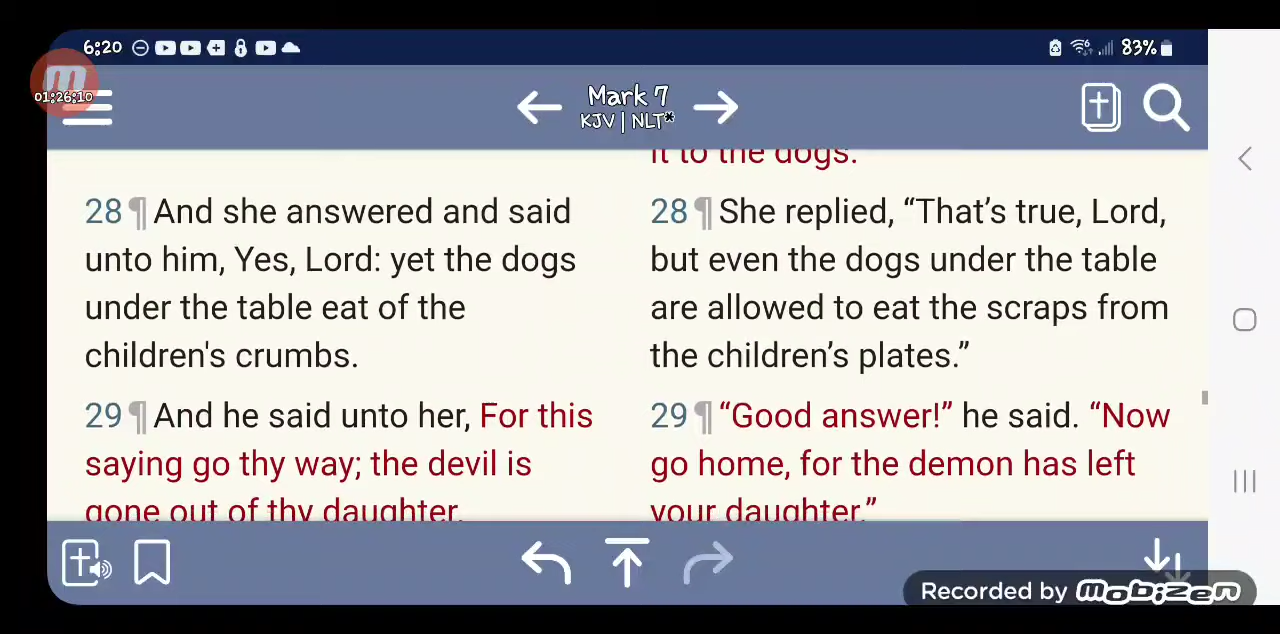 6:20
83%
01:26:10
Mark 7
KJV | NLT*
it to the dogs.
28 ¶ And she answered and said
unto him, Yes, Lord: yet the dogs
under the table eat of the
children's crumbs.
29 ¶ And he said unto her, For this
saying go thy way; the devil is
gone out of thy daughter.
28 ¶ She replied, “That’s true, Lord,
but even the dogs under the table
are allowed to eat the scraps from
the children’s plates.”
29 ¶ “Good answer!” he said. “Now
go home, for the demon has left
your daughter.”
Recorded by Mobizen